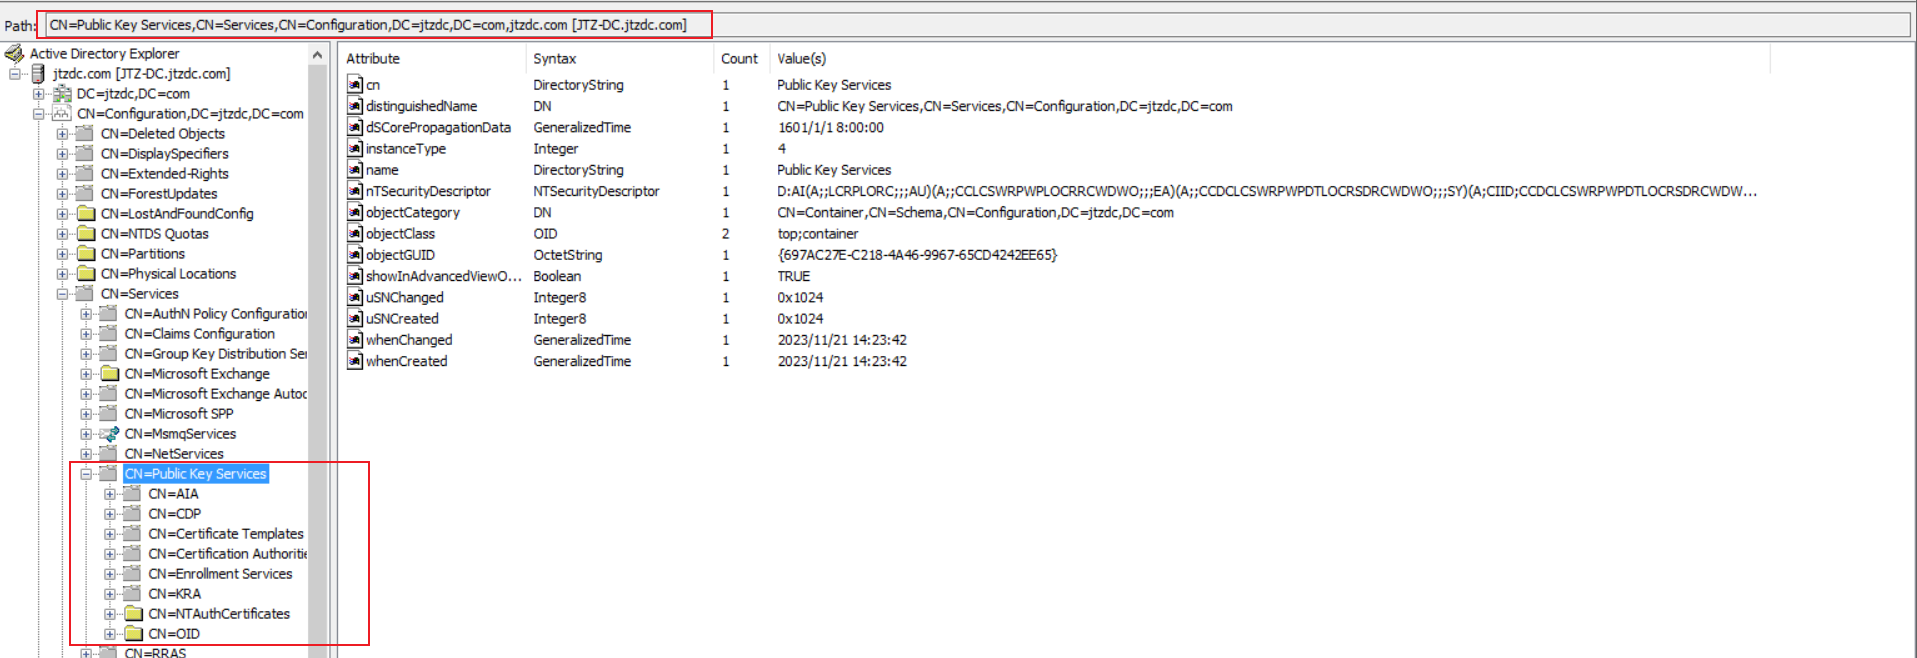 Path: CN=Public Key Services,CN=Services,CN=Configuration,DC=jtzdc,DC=com,jtzdc.com [JTZ-DC.jtzdc.com]
Active Directory Explorer
jtzdc.com [JTZ-DC.jtzdc.com]
DC=jtzdc,DC=com
CN=Configuration,DC=jtzdc,DC=com
CN=Deleted Objects
CN=DisplaySpecifiers
CN=Extended-Rights
CN=ForestUpdates
CN=LostAndFoundConfig
CN=NTDS Quotas
CN=Partitions
CN=Physical Locations
CN=Services
CN=AuthN Policy Configuration
CN=Claims Configuration
CN=Group Key Distribution Ser
CN=Microsoft Exchange
CN=Microsoft Exchange Autoc
CN=Microsoft SPP
CN=MsmqServices
CN=NetServices
CN=Public Key Services
CN=AIA
CN=CDP
CN=Certificate Templates
CN=Certification Authoritie
CN=Enrollment Services
CN=KRA
CN=NTAuthCertificates
CN=OID
CN=RRAS
Attribute Syntax Count Value(s)
cn DirectoryString 1 Public Key Services
distinguishedName DN 1 CN=Public Key Services,CN=Services,CN=Configuration,DC=jtzdc,DC=com
dSCorePropagationData GeneralizedTime 1 1601/1/1 8:00:00
instanceType Integer 1 4
name DirectoryString 1 Public Key Services
nTSecurityDescriptor NTSecurityDescriptor 1 D:AI(A;;LCRPLORC;;;AU)(A;;CCLCSWRPWPLOCRRCWDWO;;;EA)(A;;CCDCLCSWRPWPDTLOCRSDRCWDWO;;;SY)(A;CIID;CCDCLCSWRPWPDTLOCRSDRCWDW...
objectCategory DN 1 CN=Container,CN=Schema,CN=Configuration,DC=jtzdc,DC=com
objectClass OID 2 top;container
objectGUID OctetString 1 {697AC27E-C218-4A46-9967-65CD4242EE65}
showInAdvancedViewO... Boolean 1 TRUE
uSNChanged Integer8 1 0x1024
uSNCreated Integer8 1 0x1024
whenChanged GeneralizedTime 1 2023/11/21 14:23:42
whenCreated GeneralizedTime 1 2023/11/21 14:23:42